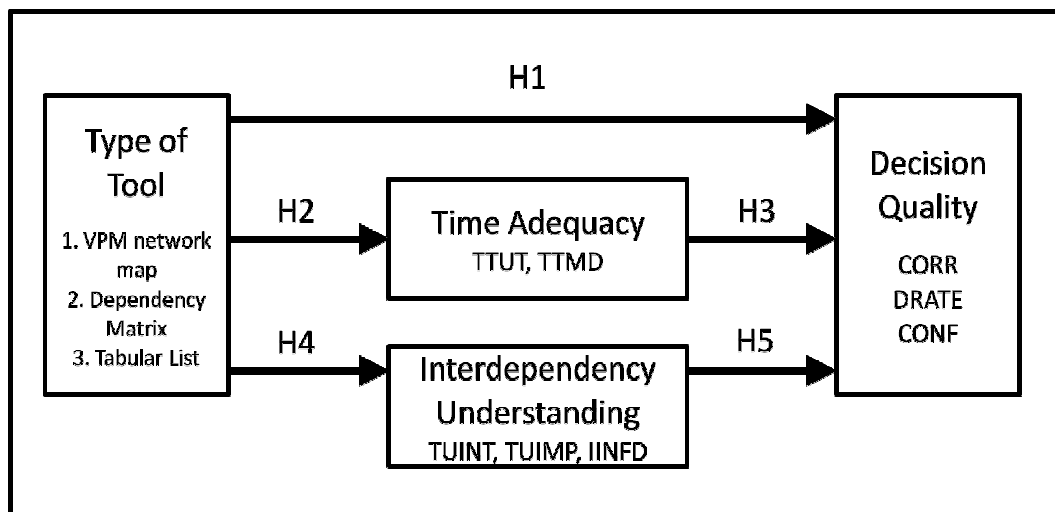 H1
Type of
Tool
1. VPM network
map
2. Dependency
Matrix
3. Tabular List
H2
Time Adequacy
TTUT, TTMD
H3
H4
Interdependency
Understanding
TUINT, TUIMP, IINFD
H5
Decision
Quality
CORR
DRATE
CONF